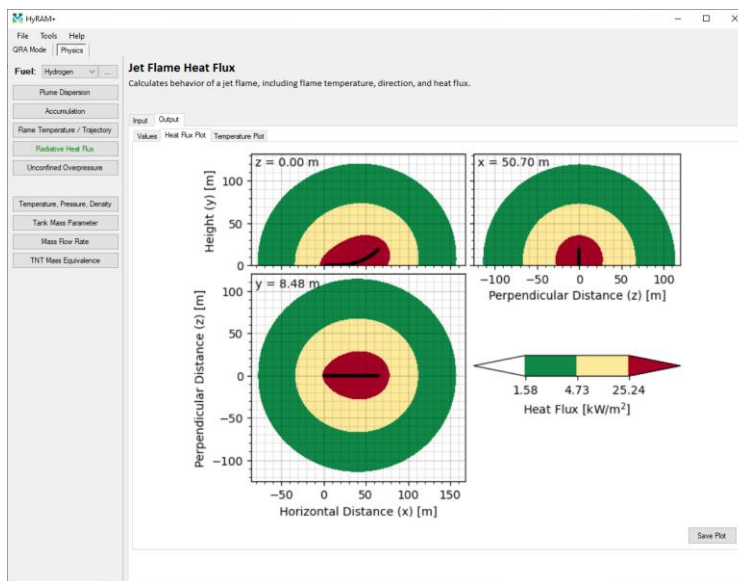 HyRAM+
File Tools Help
QRA Mode Physics
Fuel: Hydrogen ...
Plume Dispersion
Accumulation
Flame Temperature / Trajectory
Radiative Heat Flux
Unconfined Overpressure
Temperature, Pressure, Density
Tank Mass Parameter
Mass Flow Rate
TNT Mass Equivalence
Jet Flame Heat Flux
Calculates behavior of a jet flame, including flame temperature, direction, and heat flux.
Input Output
Values Heat Flux Plot Temperature Plot
z = 0.00 m
100
50
0
Height (y) [m]
x = 50.70 m
−100 −50 0 50 100
Perpendicular Distance (z) [m]
y = 8.48 m
100
50
0
−50
−100
Perpendicular Distance (z) [m]
−50 0 50 100 150
Horizontal Distance (x) [m]
1.58 4.73 25.24
Heat Flux [kW/m²]
Save Plot